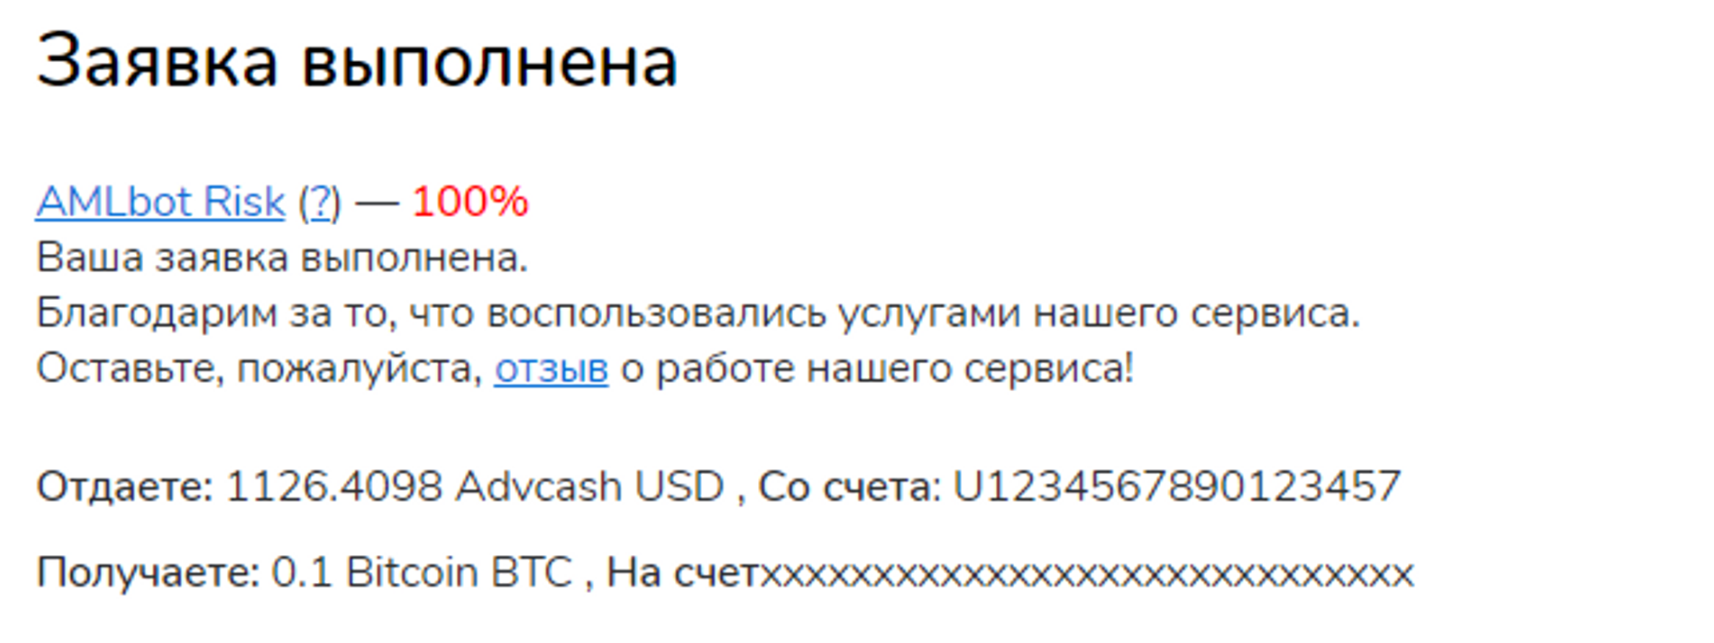 Заявка выполнена
AMLbot Risk (?) — 100%
Ваша заявка выполнена.
Благодарим за то, что воспользовались услугами нашего сервиса.
Оставьте, пожалуйста, отзыв о работе нашего сервиса!
Отдаете: 1126.4098 Advcash USD , Со счета: U1234567890123457
Получаете: 0.1 Bitcoin BTC , На счетxxxxxxxxxxxxxxxxxxxxxxxxxxxxx